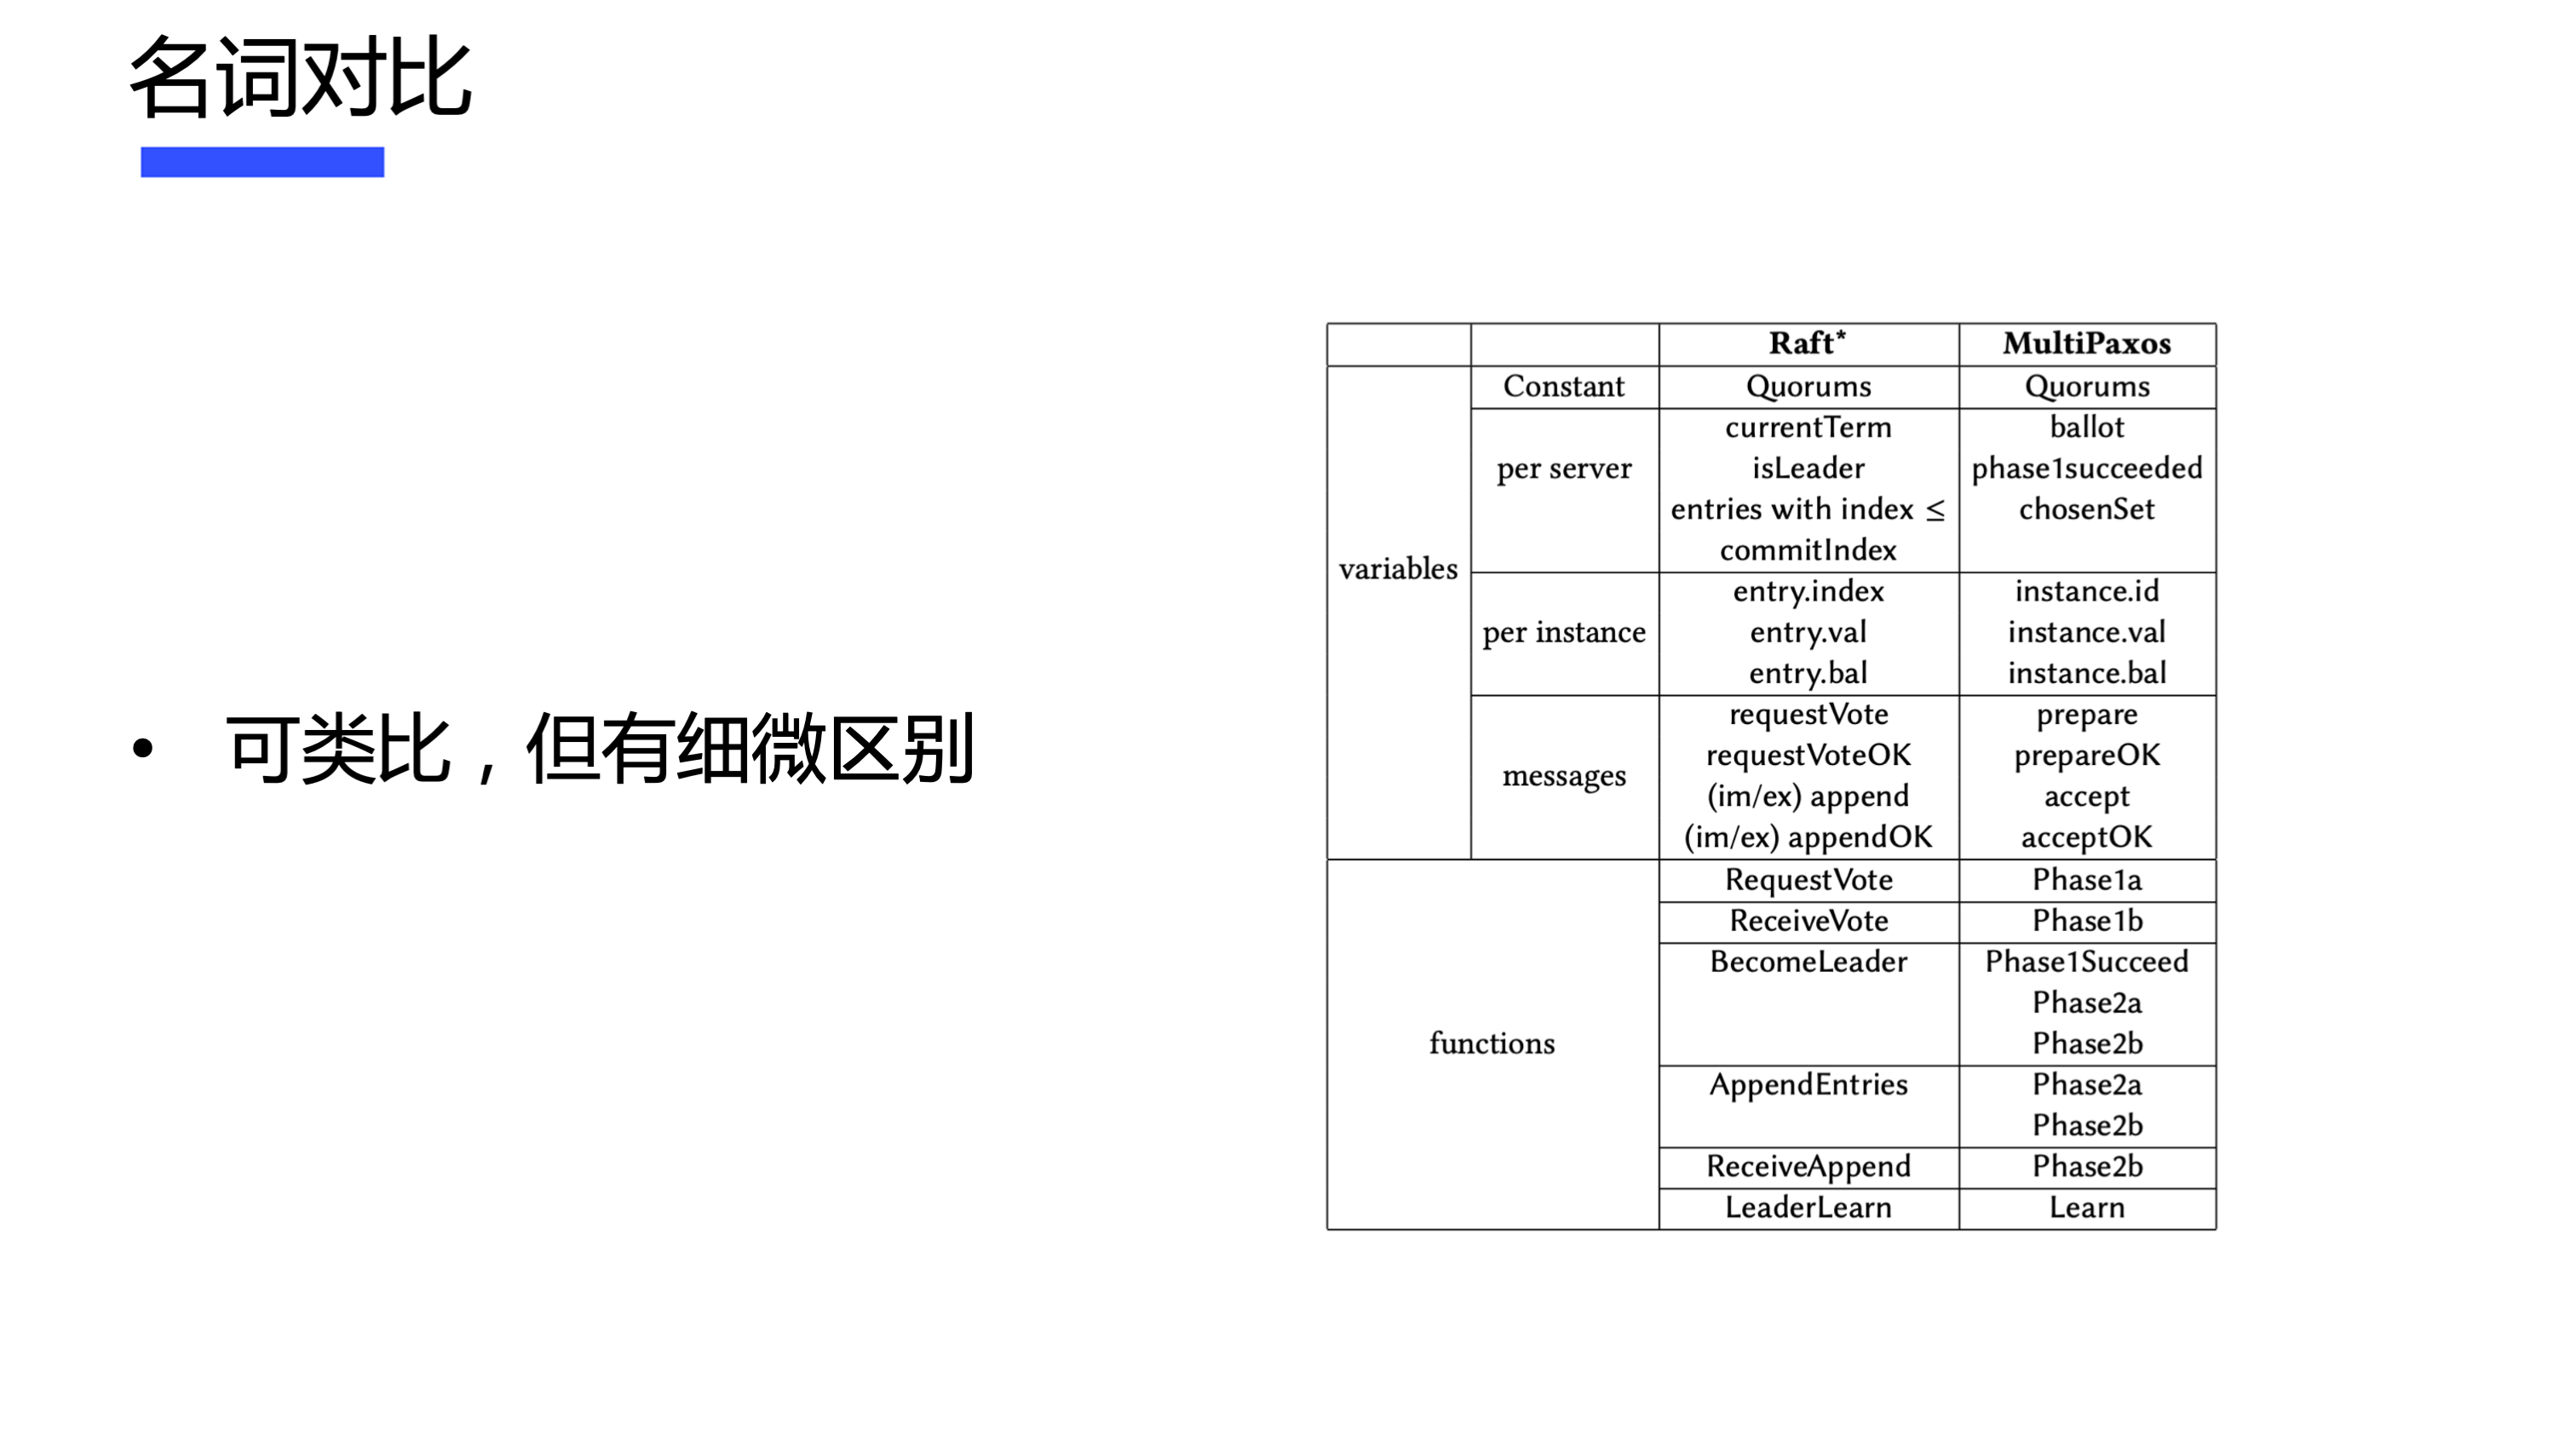 名词对比
• 可类比，但有细微区别
Raft* MultiPaxos
variables
Constant Quorums Quorums
per server
currentTerm ballot
isLeader phase1succeeded
entries with index ≤ chosenSet
commitIndex
per instance
entry.index instance.id
entry.val instance.val
entry.bal instance.bal
messages
requestVote prepare
requestVoteOK prepareOK
(im/ex) append accept
(im/ex) appendOK acceptOK
functions
RequestVote Phase1a
ReceiveVote Phase1b
BecomeLeader Phase1Succeed
Phase2a
Phase2b
AppendEntries Phase2a
Phase2b
ReceiveAppend Phase2b
LeaderLearn Learn